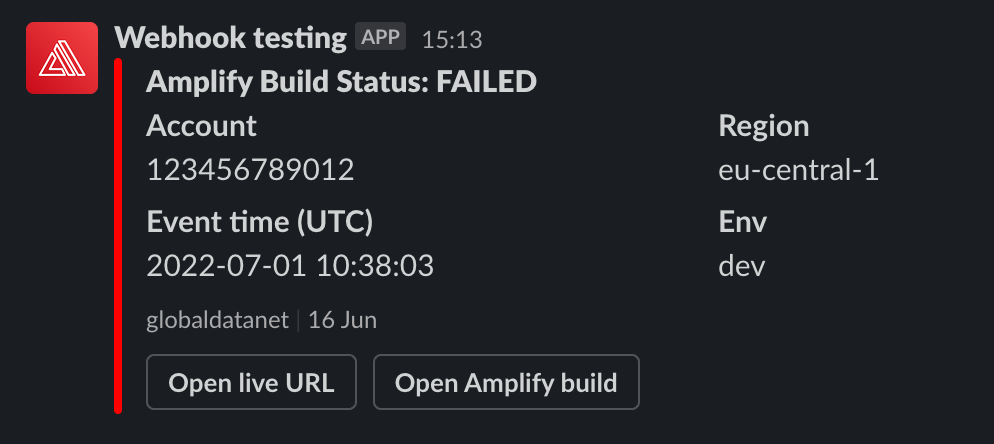 Webhook testing APP 15:13
Amplify Build Status: FAILED
Account Region
123456789012 eu-central-1
Event time (UTC) Env
2022-07-01 10:38:03 dev
globaldatanet | 16 Jun
Open live URL Open Amplify build